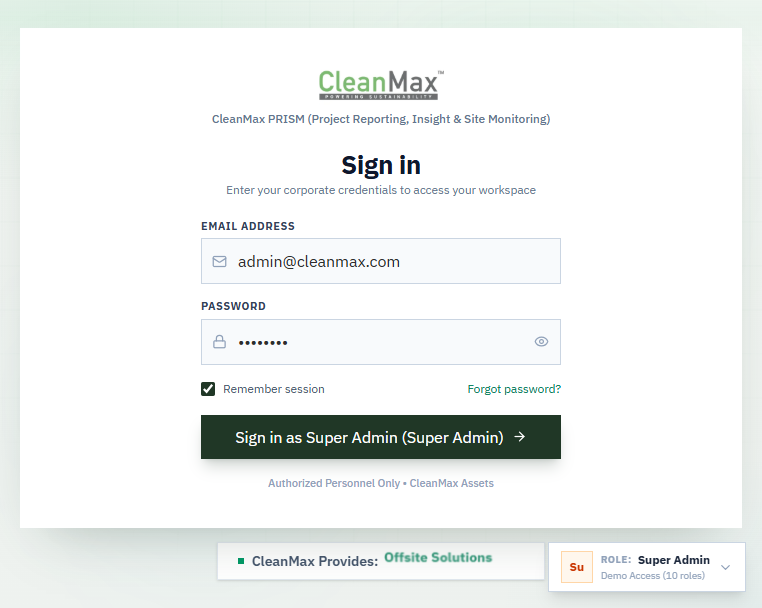 CleanMax™
POWERING SUSTAINABILITY
CleanMax PRISM (Project Reporting, Insight & Site Monitoring)
Sign in
Enter your corporate credentials to access your workspace
EMAIL ADDRESS
admin@cleanmax.com
PASSWORD
••••••••
Remember session
Forgot password?
Sign in as Super Admin (Super Admin) →
Authorized Personnel Only • CleanMax Assets
CleanMax Provides: Offsite Solutions
Su
ROLE: Super Admin
Demo Access (10 roles)